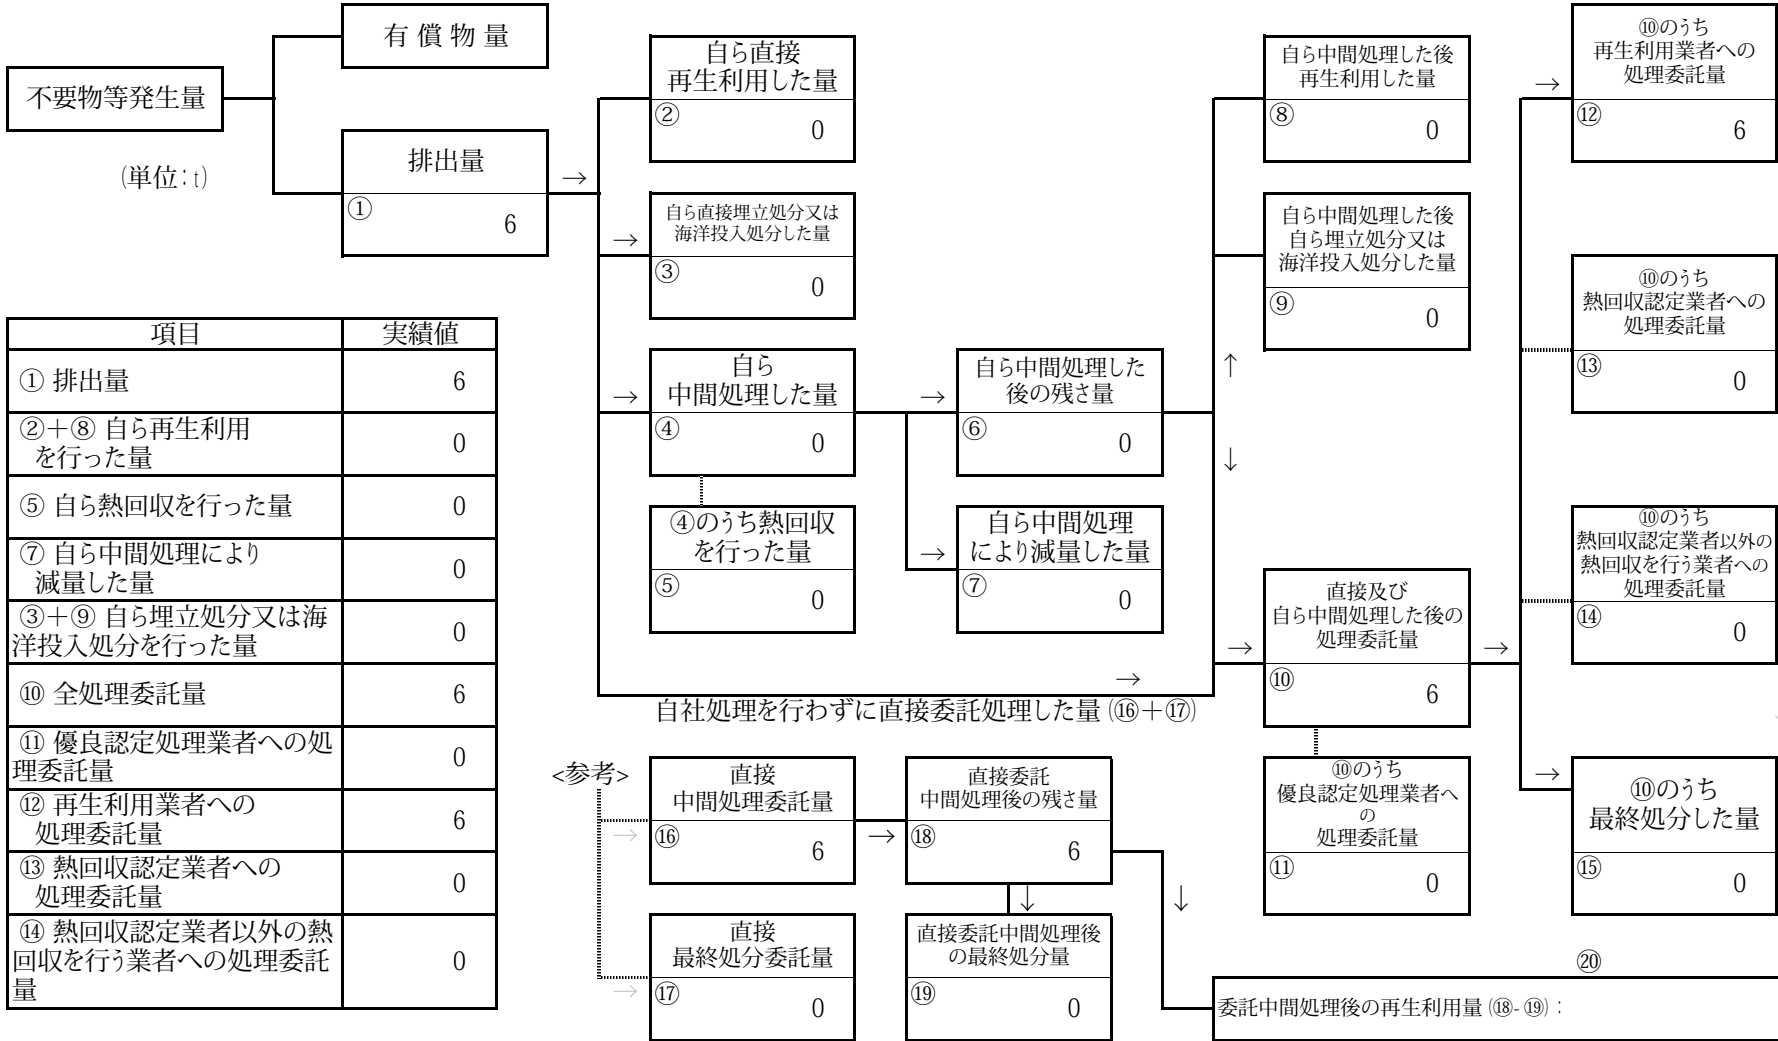 不要物等発生量
(単位：t)
有 償 物 量
排出量
①
6
→
自ら直接
再生利用した量
②
0
→
自ら直接埋立処分又は
海洋投入処分した量
③
0
→
自ら
中間処理した量
④
0
④のうち熱回収
を行った量
⑤
0
→
自ら中間処理した
後の残さ量
⑥
0
→
自ら中間処理
により減量した量
⑦
0
自ら中間処理した後
再生利用した量
⑧
0
自ら中間処理した後
自ら埋立処分又は
海洋投入処分した量
⑨
0
↑
↓
→
直接及び
自ら中間処理した後の
処理委託量
⑩
6
→
→
自社処理を行わずに直接委託処理した量(⑯＋⑰)
⑩のうち
優良認定処理業者へ
の
処理委託量
⑪
0
→
⑩のうち
再生利用業者への
処理委託量
⑫
6
⑩のうち
熱回収認定業者への
処理委託量
⑬
0
⑩のうち
熱回収認定業者以外の
熱回収を行う業者への
処理委託量
⑭
0
→
⑩のうち
最終処分した量
⑮
0
項目 実績値
① 排出量 6
②＋⑧ 自ら再生利用
を行った量 0
⑤ 自ら熱回収を行った量 0
⑦ 自ら中間処理により
減量した量 0
③＋⑨ 自ら埋立処分又は海
洋投入処分を行った量 0
⑩ 全処理委託量 6
⑪ 優良認定処理業者への処
理委託量 0
⑫ 再生利用業者への
処理委託量 6
⑬ 熱回収認定業者への
処理委託量 0
⑭ 熱回収認定業者以外の熱
回収を行う業者への処理委託
量 0
<参考>
→
直接
中間処理委託量
⑯
6
→
直接委託
中間処理後の残さ量
⑱
6
↓
↓
→
直接
最終処分委託量
⑰
0
直接委託中間処理後
の最終処分量
⑲
0
⑳
委託中間処理後の再生利用量(⑱-⑲)：